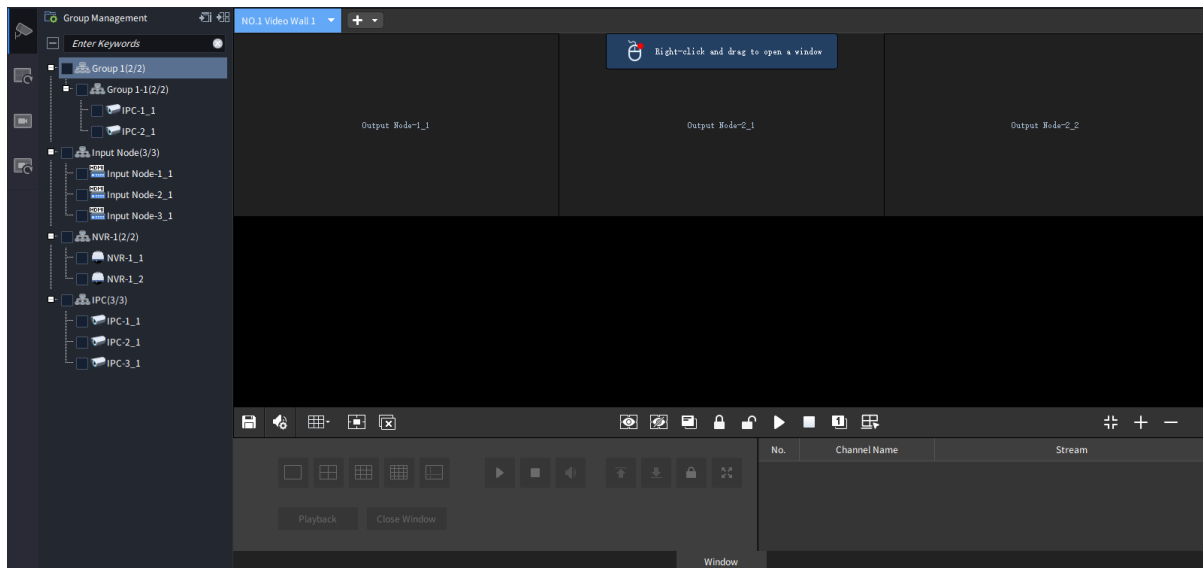 Group Management
Enter Keywords
Group 1(2/2)
Group 1-1(2/2)
IPC-1_1
IPC-2_1
Input Node(3/3)
HDMI Input Node-1_1
HDMI Input Node-2_1
HDMI Input Node-3_1
NVR-1(2/2)
NVR-1_1
NVR-1_2
IPC(3/3)
IPC-1_1
IPC-2_1
IPC-3_1
NO.1 Video Wall 1
Right-click and drag to open a window
Output Node-1_1
Output Node-2_1
Output Node-2_2
1
Playback
Close Window
No.
Channel Name
Stream
Window